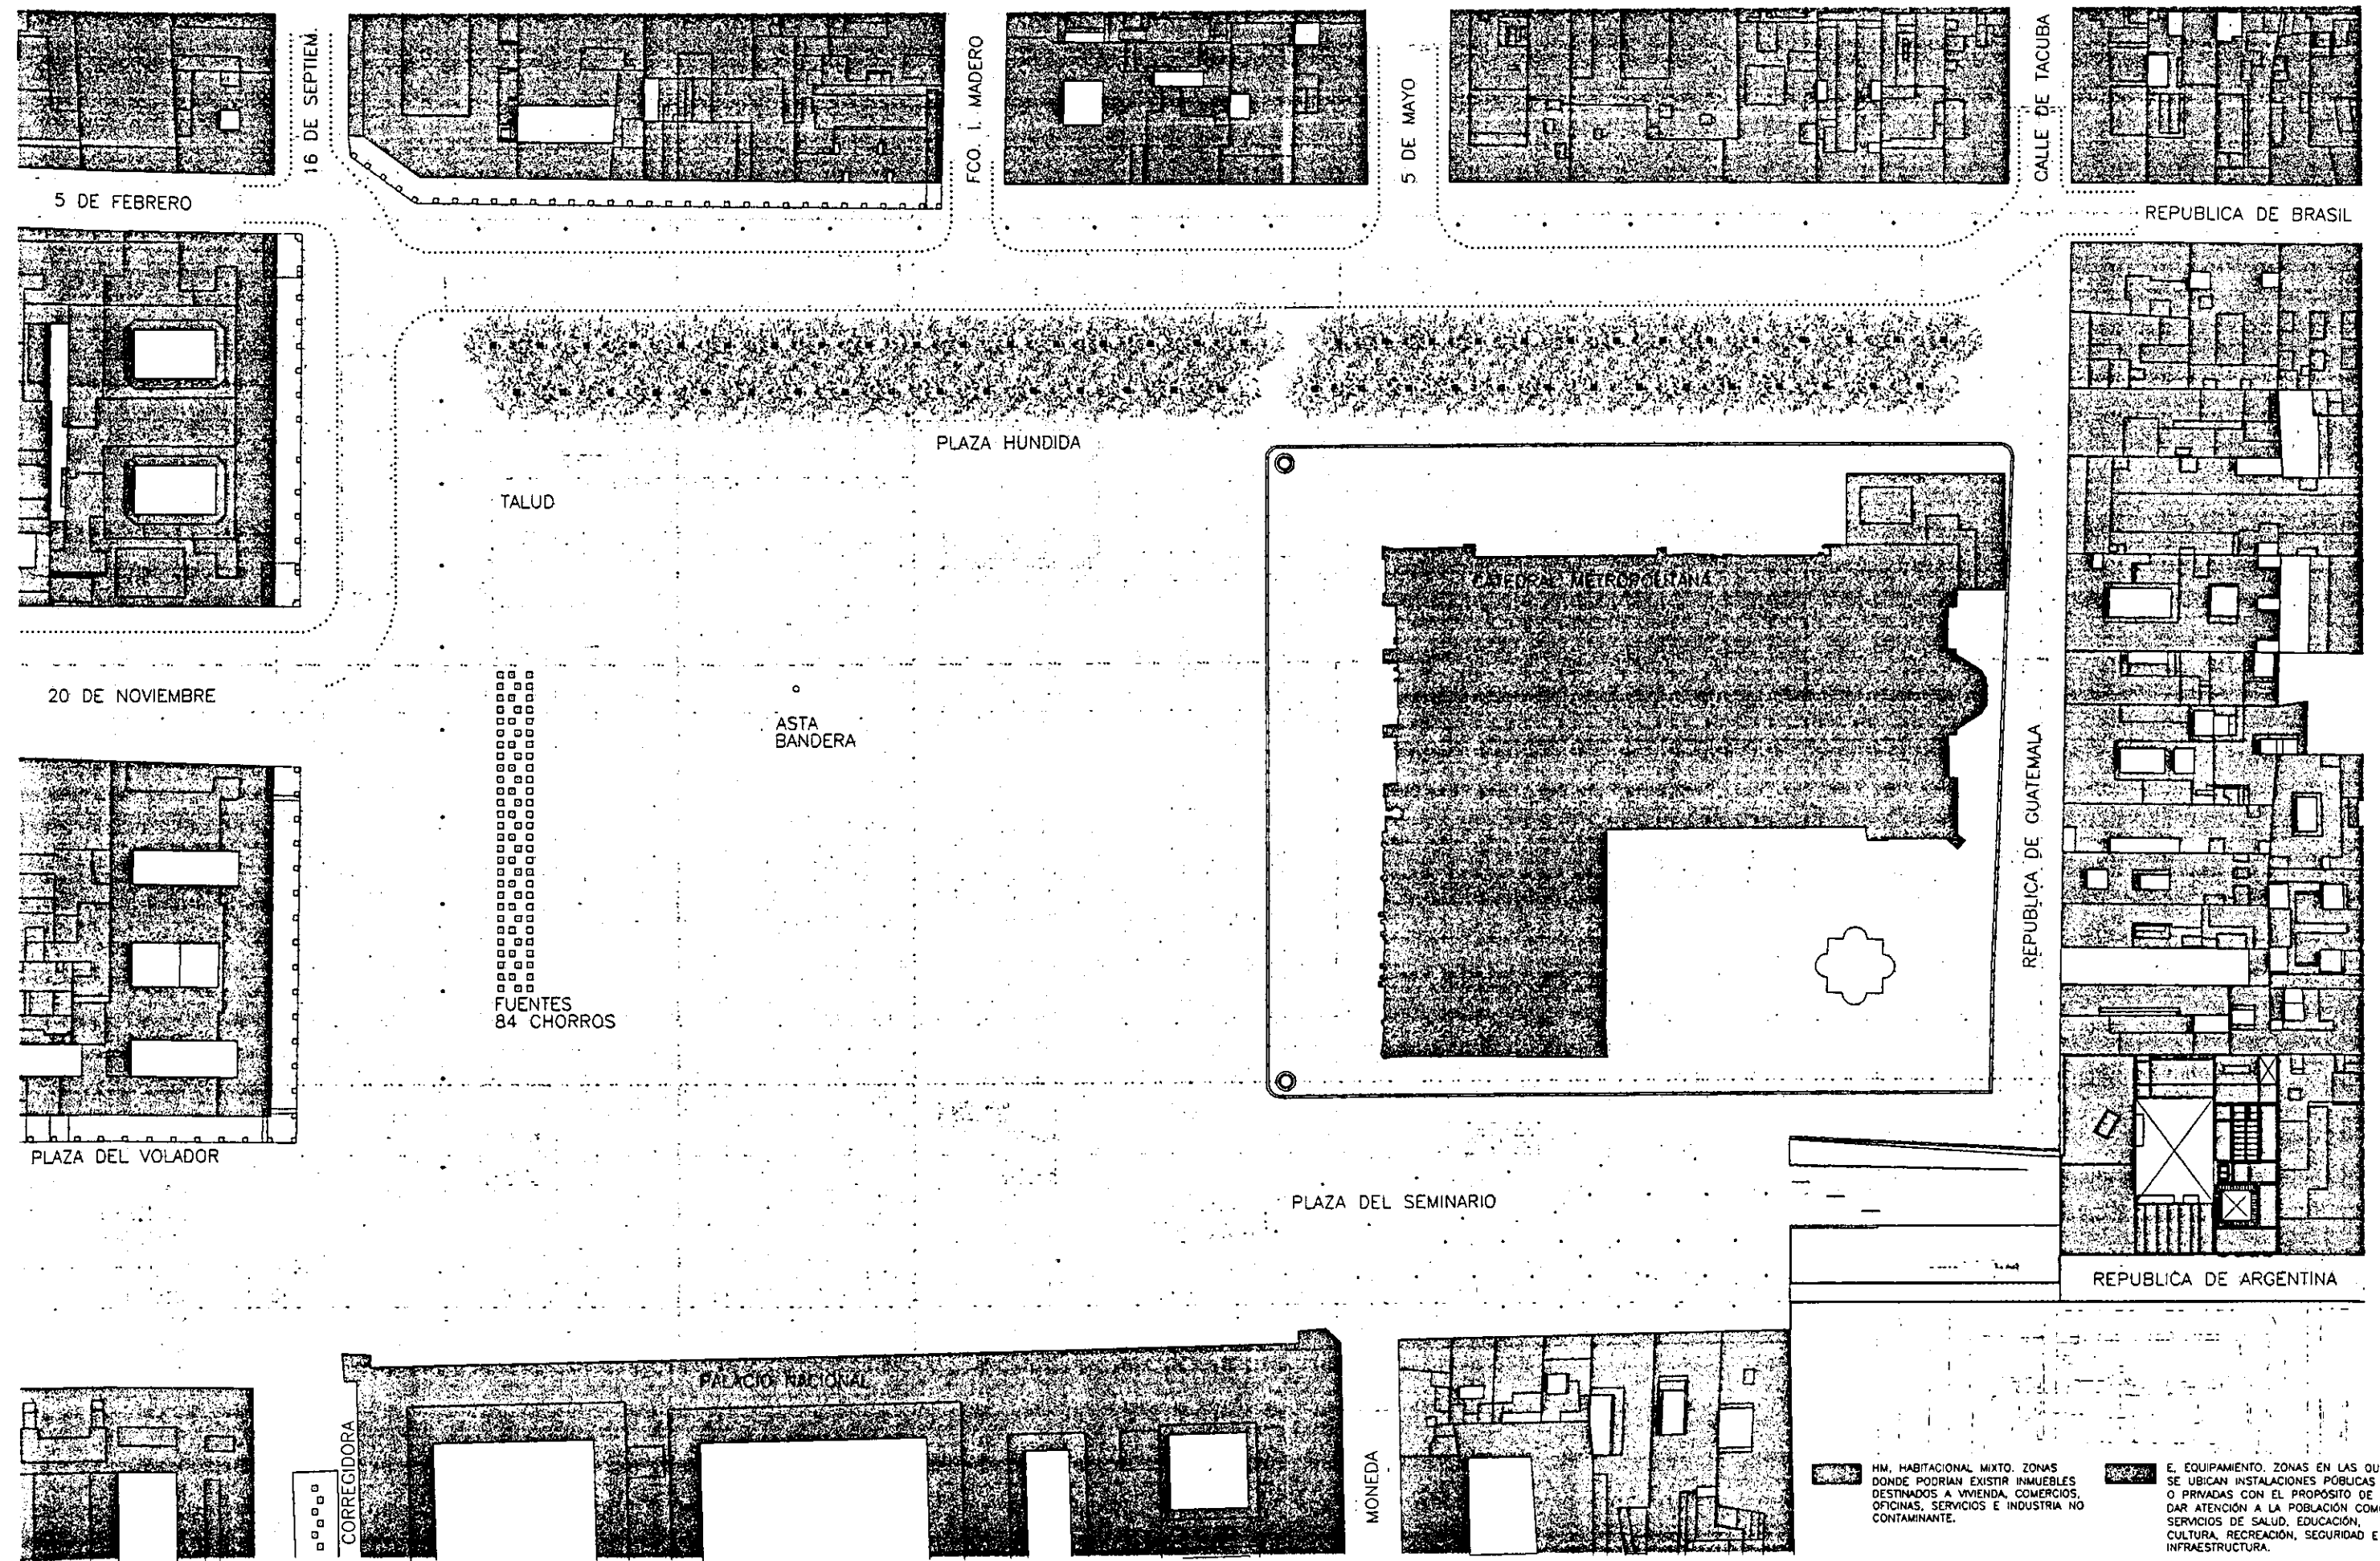 16 DE SEPTIEM.
FCO. I. MADERO
5 DE MAYO
CALLE DE TACUBA
5 DE FEBRERO
REPUBLICA DE BRASIL
PLAZA HUNDIDA
TALUD
CATEDRAL METROPOLITANA
20 DE NOVIEMBRE
ASTA
BANDERA
REPUBLICA DE GUATEMALA
FUENTES
84 CHORROS
PLAZA DEL VOLADOR
PLAZA DEL SEMINARIO
REPUBLICA DE ARGENTINA
PALACIO NACIONAL
CORREGIDORA
MONEDA
HM, HABITACIONAL MIXTO. ZONAS
DONDE PODRIAN EXISTIR INMUEBLES
DESTINADOS A VIVIENDA, COMERCIOS,
OFICINAS, SERVICIOS E INDUSTRIA NO
CONTAMINANTE.
E, EQUIPAMIENTO. ZONAS EN LAS QU
SE UBICAN INSTALACIONES PÚBLICAS
O PRIVADAS CON EL PROPÓSITO DE
DAR ATENCIÓN A LA POBLACIÓN COM
SERVICIOS DE SALUD, EDUCACIÓN,
CULTURA, RECREACIÓN, SEGURIDAD E
INFRAESTRUCTURA.